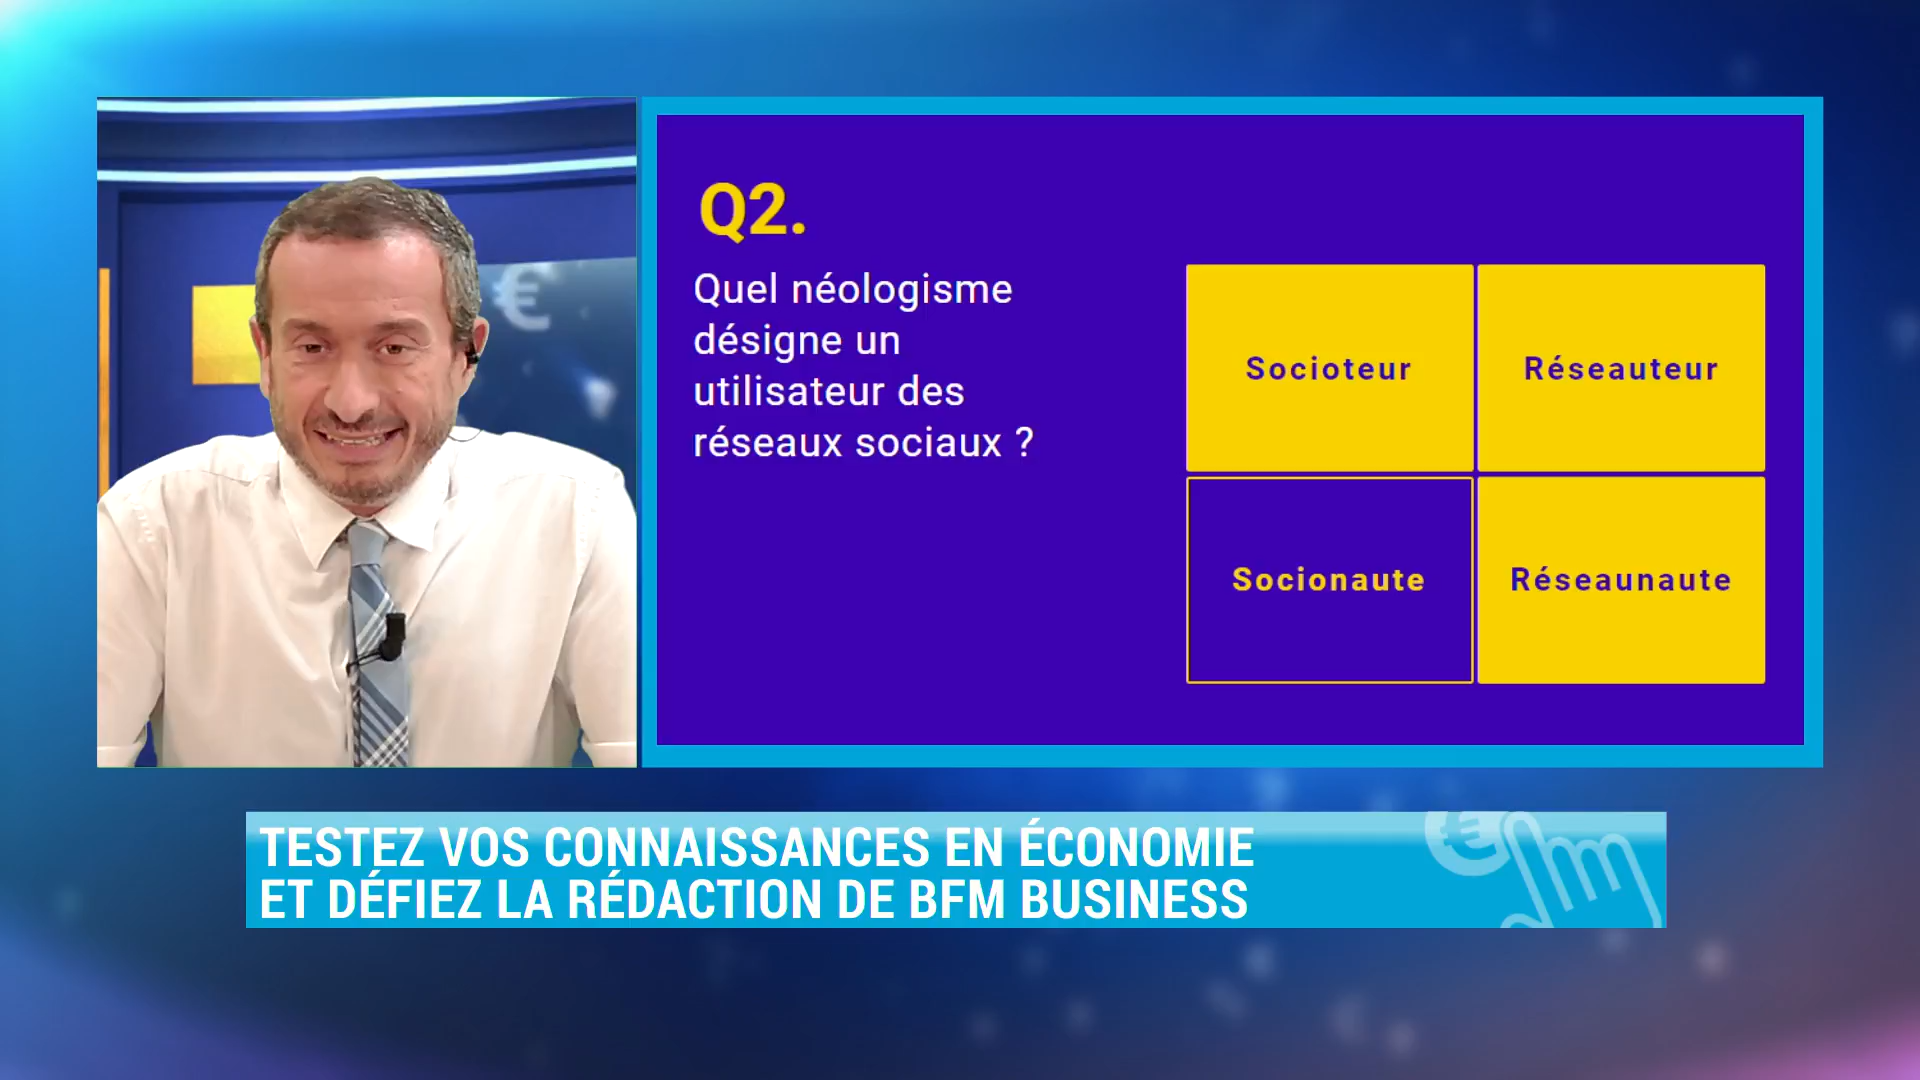 Q2.
Quel néologisme
désigne un
utilisateur des
réseaux sociaux ?
Socioteur
Réseauteur
Socionaute
Réseaunaute
€
TESTEZ VOS CONNAISSANCES EN ÉCONOMIE
ET DÉFIEZ LA RÉDACTION DE BFM BUSINESS
€